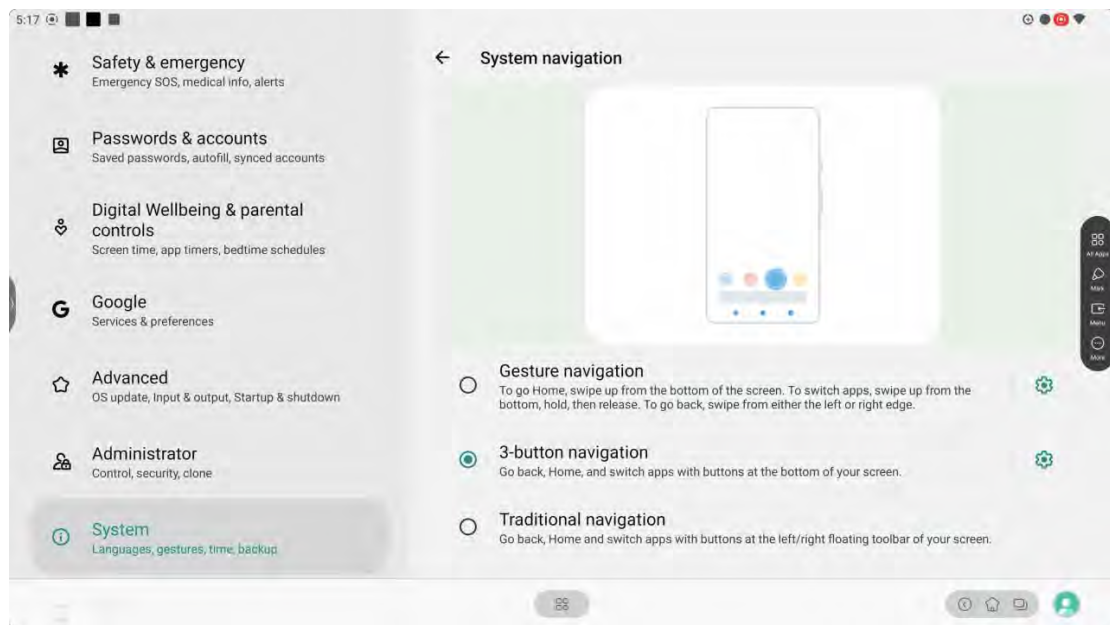 5:17
Safety & emergency
Emergency SOS, medical info, alerts
Passwords & accounts
Saved passwords, autofill, synced accounts
Digital Wellbeing & parental
controls
Screen time, app timers, bedtime schedules
Google
Services & preferences
Advanced
OS update, Input & output, Startup & shutdown
Administrator
Control, security, clone
System
Languages, gestures, time, backup
System navigation
Gesture navigation
To go Home, swipe up from the bottom of the screen. To switch apps, swipe up from the
bottom, hold, then release. To go back, swipe from either the left or right edge.
3-button navigation
Go back, Home, and switch apps with buttons at the bottom of your screen.
Traditional navigation
Go back, Home and switch apps with buttons at the left/right floating toolbar of your screen.
All Apps
Mark
Menu
More